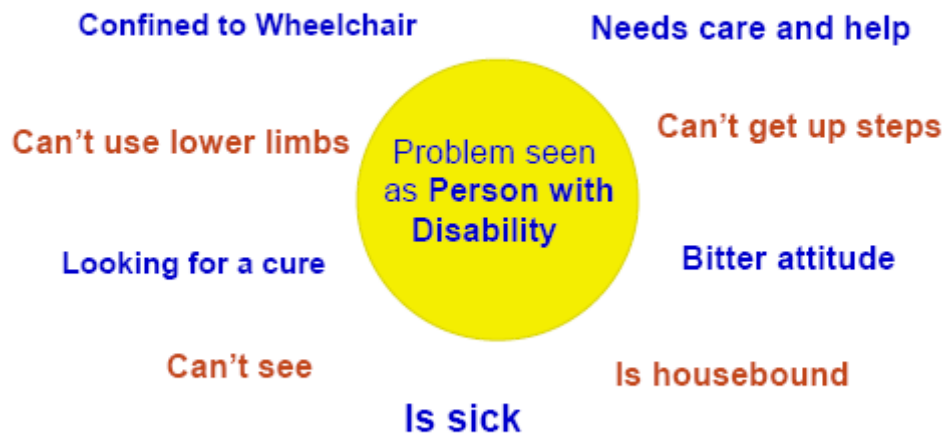 Confined to Wheelchair
Needs care and help
Can't use lower limbs
Can't get up steps
Problem seen
as Person with
Disability
Looking for a cure
Bitter attitude
Can't see
Is housebound
Is sick